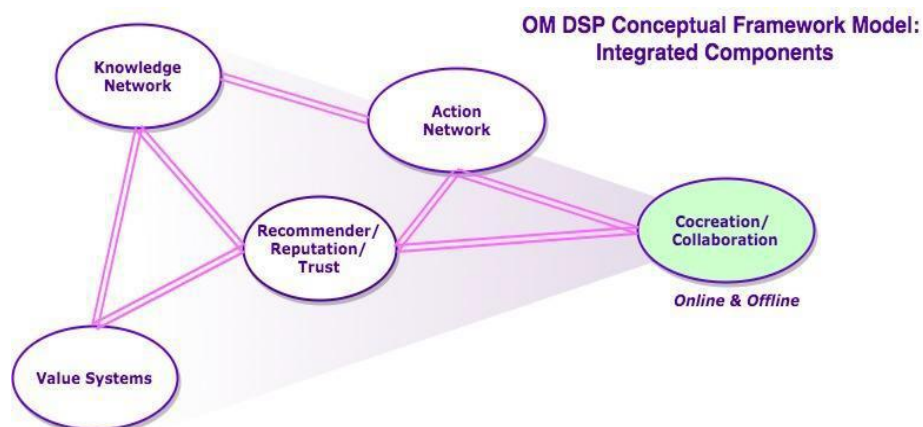 OM DSP Conceptual Framework Model:
Integrated Components
Knowledge
Network
Action
Network
Recommender/
Reputation/
Trust
Cocreation/
Collaboration
Online & Offline
Value Systems